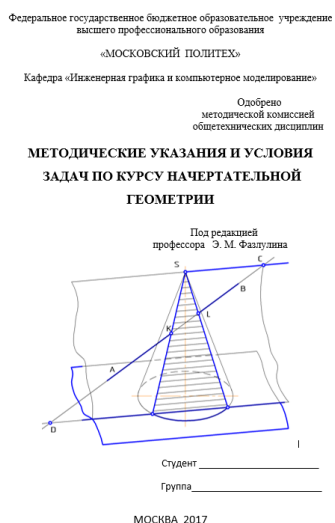 Федеральное государственное бюджетное образовательное учреждение
высшего профессионального образования
«МОСКОВСКИЙ ПОЛИТЕХ»
Кафедра «Инженерная графика и компьютерное моделирование»
Одобрено
методической комиссией
общетехнических дисциплин
МЕТОДИЧЕСКИЕ УКАЗАНИЯ И УСЛОВИЯ
ЗАДАЧ ПО КУРСУ НАЧЕРТАТЕЛЬНОЙ
ГЕОМЕТРИИ
Под редакцией
профессора Э. М. Фазлулина
S
C
B
L
K
A
D
Студент
Группа
МОСКВА 2017